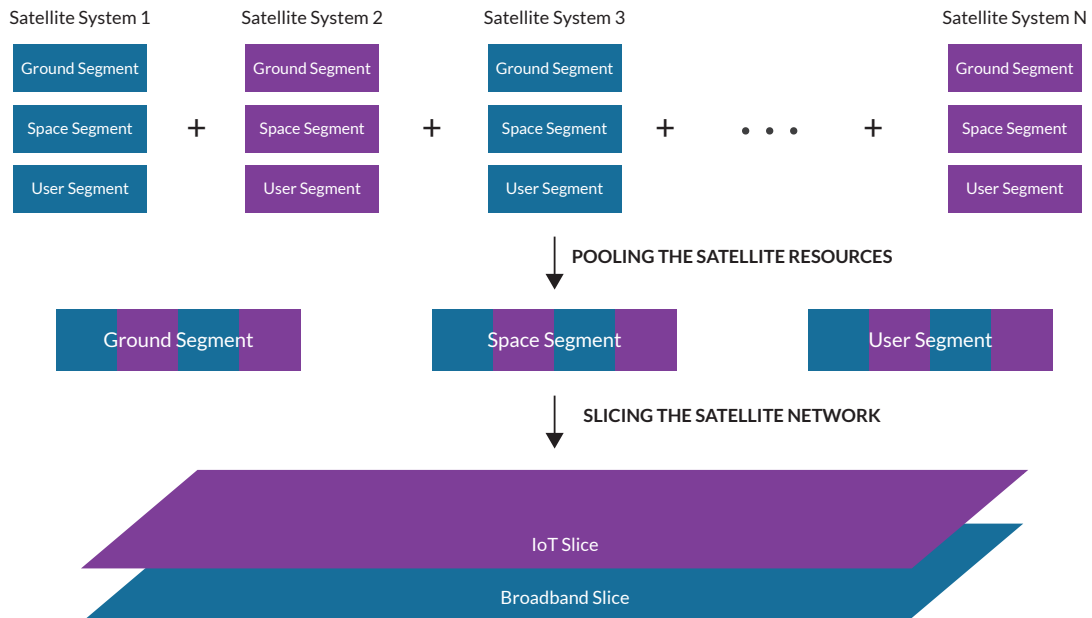 Satellite System 1
Satellite System 2
Satellite System 3
Satellite System N
Ground Segment
Ground Segment
Ground Segment
Ground Segment
Space Segment
+
Space Segment
+
Space Segment
+
• • •
+
Space Segment
User Segment
User Segment
User Segment
User Segment
POOLING THE SATELLITE RESOURCES
Ground Segment
Space Segment
User Segment
SLICING THE SATELLITE NETWORK
IoT Slice
Broadband Slice